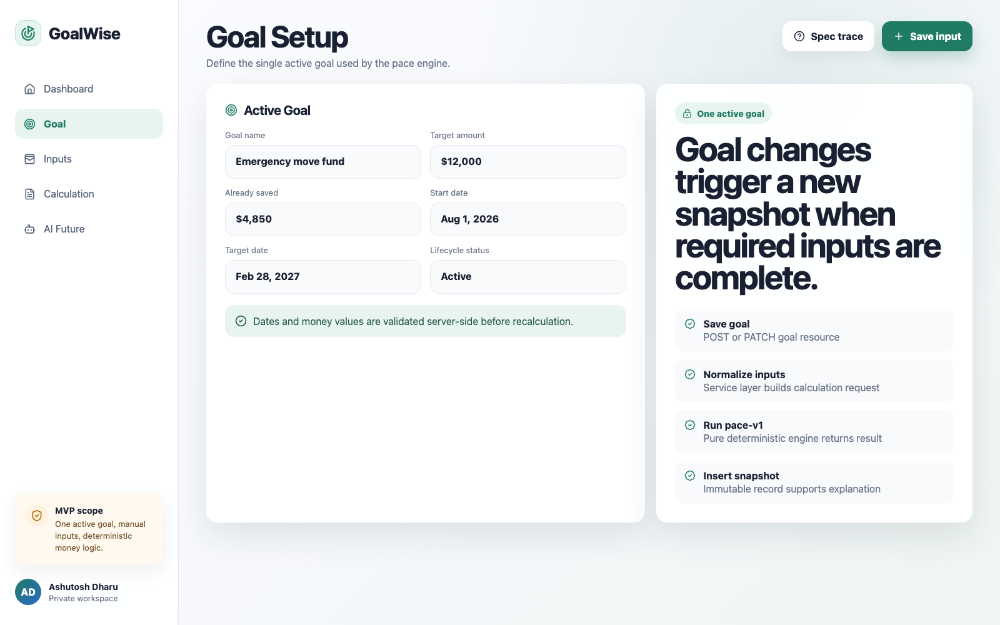 GoalWise
Dashboard
Goal
Inputs
Calculation
AI Future
MVP scope
One active goal, manual
inputs, deterministic
money logic.
AD
Ashutosh Dharu
Private workspace
Goal Setup
Define the single active goal used by the pace engine.
Spec trace
Save input
Active Goal
Goal name
Emergency move fund
Target amount
$12,000
Already saved
$4,850
Start date
Aug 1, 2026
Target date
Feb 28, 2027
Lifecycle status
Active
Dates and money values are validated server-side before recalculation.
One active goal
Goal changes
trigger a new
snapshot when
required inputs are
complete.
Save goal
POST or PATCH goal resource
Normalize inputs
Service layer builds calculation request
Run pace-v1
Pure deterministic engine returns result
Insert snapshot
Immutable record supports explanation